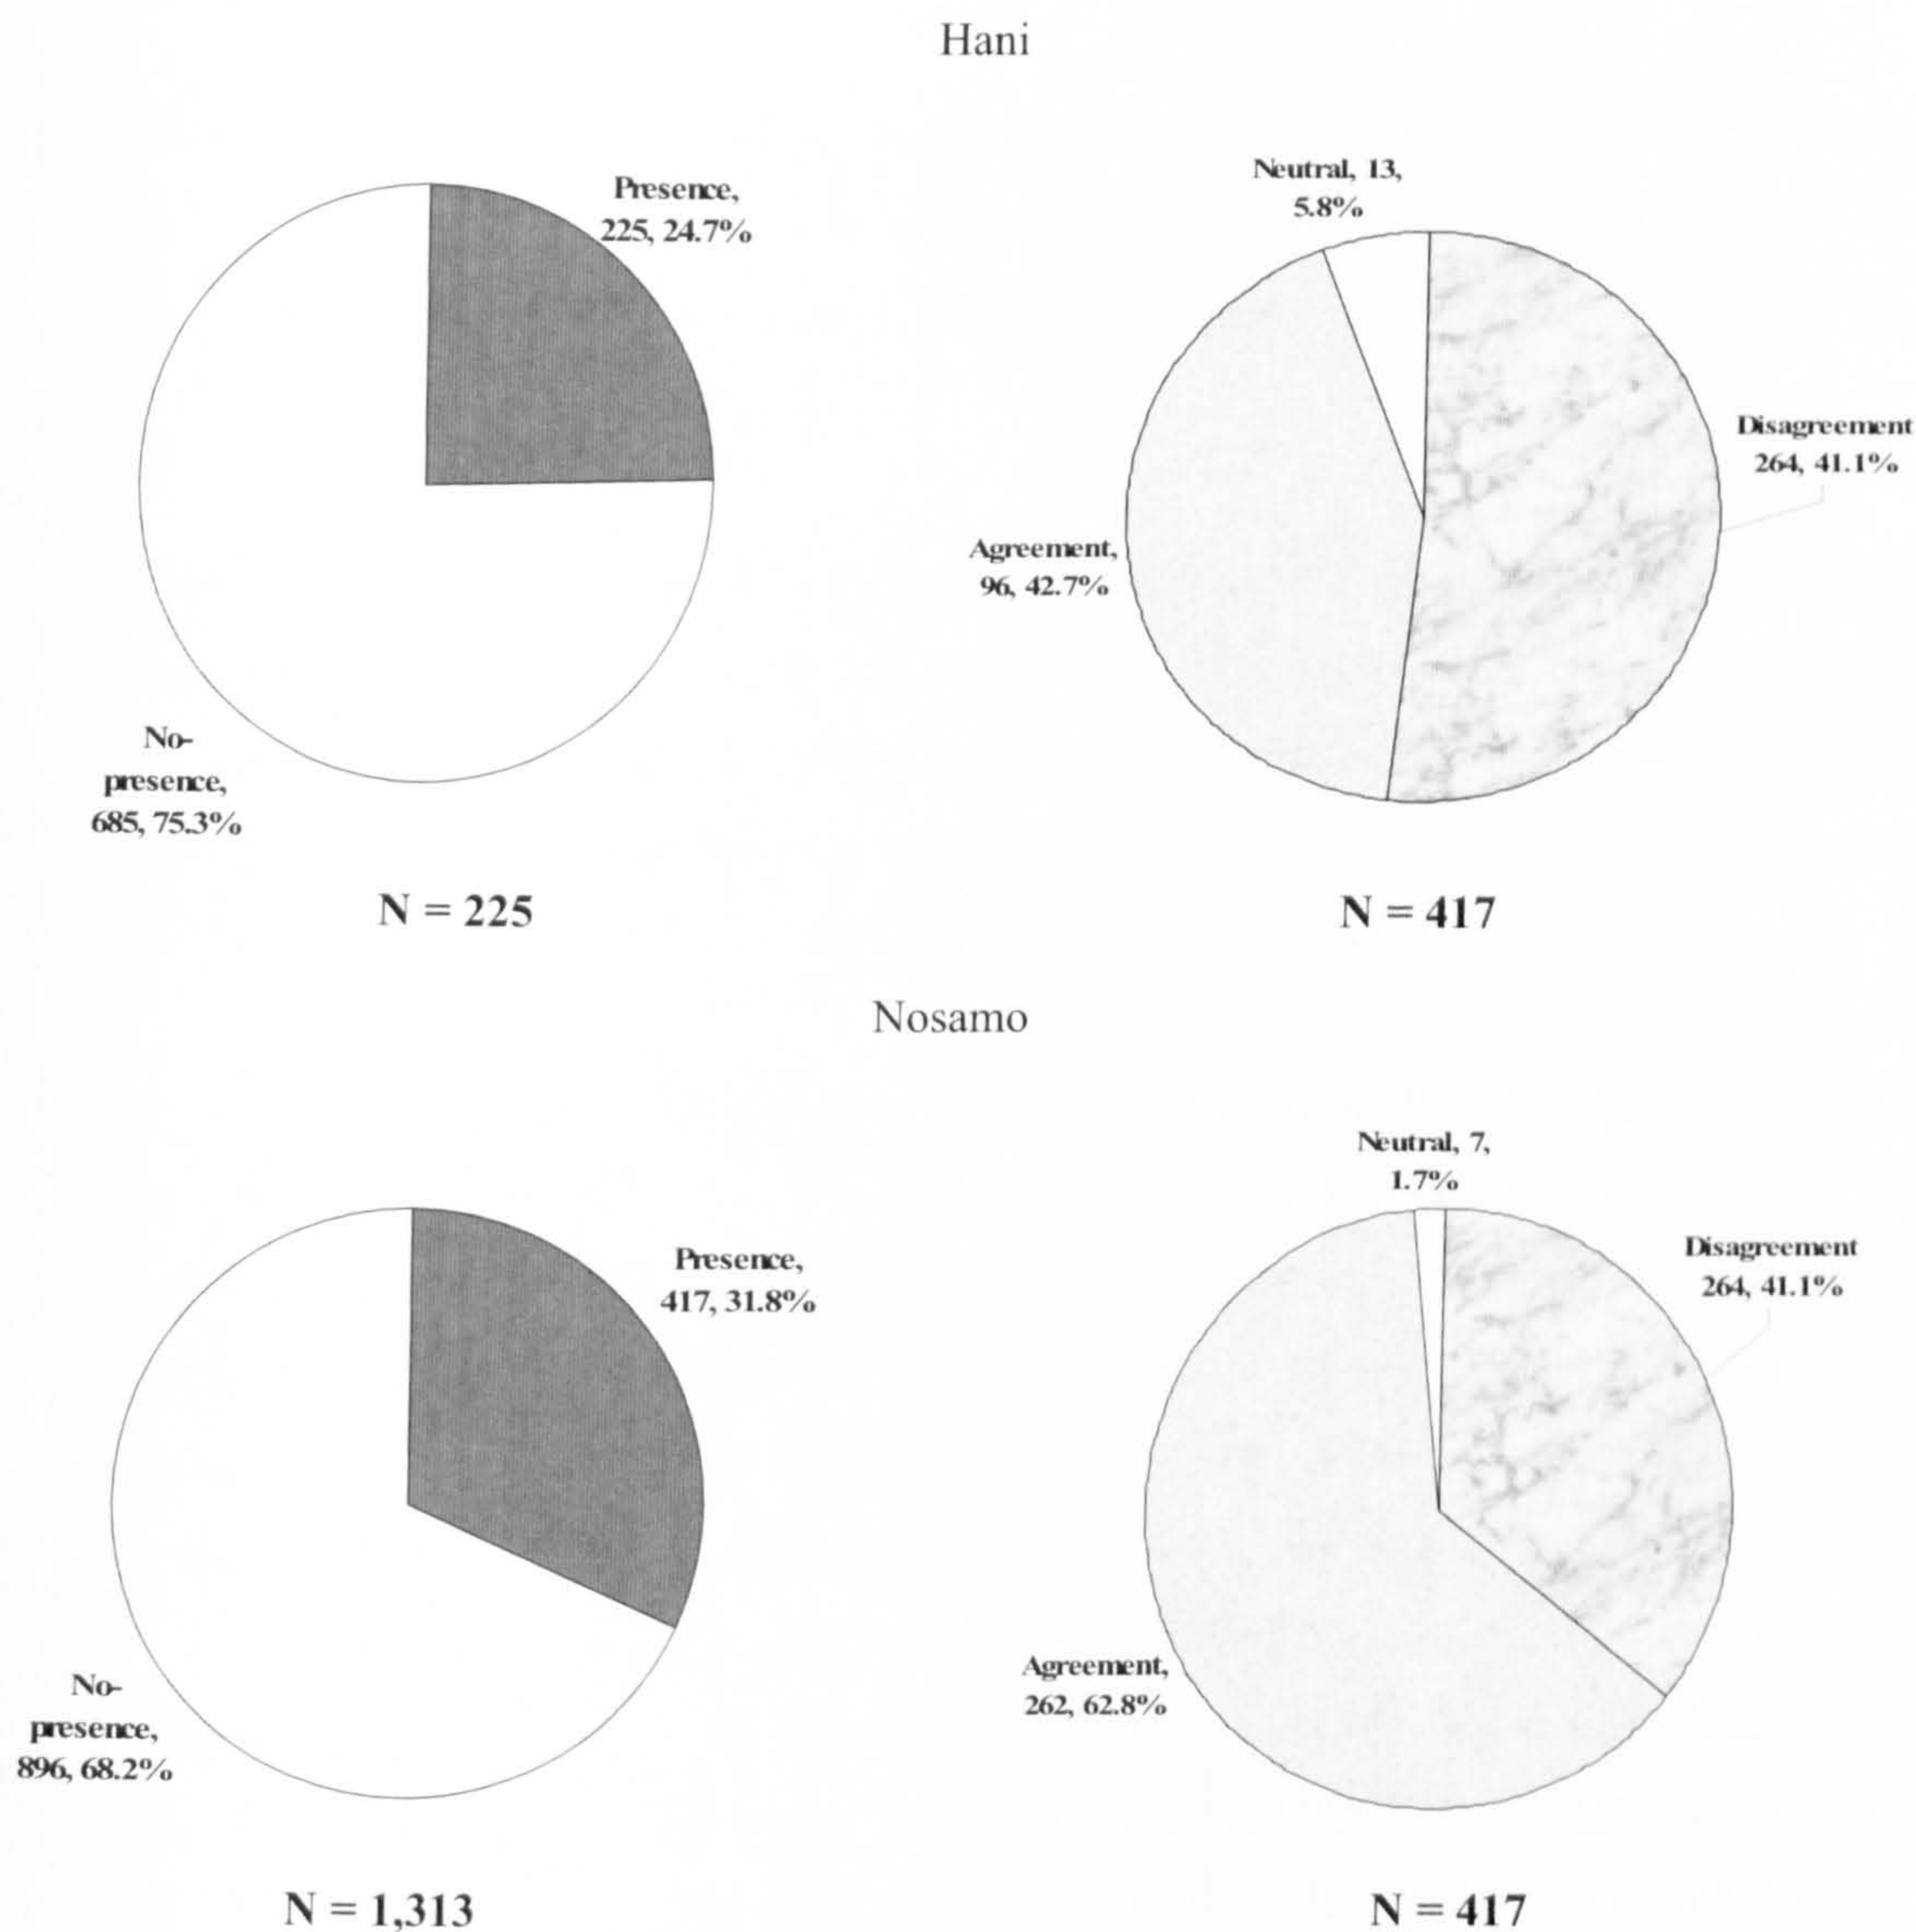 Hani
Presence,
225, 24.7%
No-
presence,
685, 75.3%
N = 225
Neutral, 13,
5.8%
Disagreement
264, 41.1%
Agreement,
96, 42.7%
N = 417
Nosamo
Presence,
417, 31.8%
No-
presence,
896, 68.2%
N = 1,313
Neutral, 7,
1.7%
Disagreement
264, 41.1%
Agreement,
262, 62.8%
N = 417